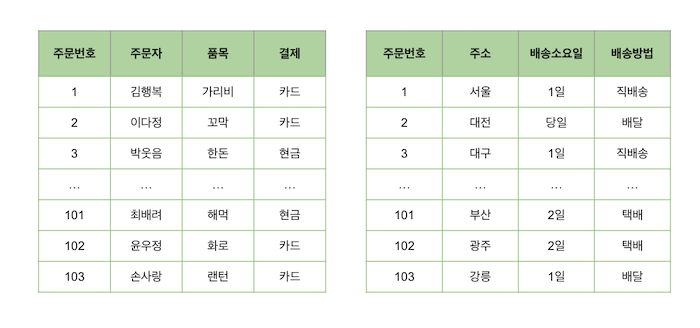 주문번호 주문자 품목 결제
1 김행복 가리비 카드
2 이다정 꼬막 카드
3 박웃음 한돈 현금
... ... ... ...
101 최배려 해먹 현금
102 윤우정 화로 카드
103 손사랑 랜턴 카드
주문번호 주소 배송소요일 배송방법
1 서울 1일 직배송
2 대전 당일 배달
3 대구 1일 직배송
... ... ... ...
101 부산 2일 택배
102 광주 2일 택배
103 강릉 1일 배달